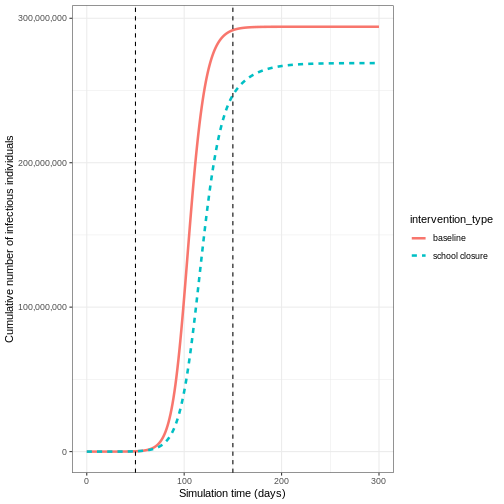 Cumulative number of infectious individuals
300,000,000
200,000,000
100,000,000
0
0 100 200 300
Simulation time (days)
intervention_type
baseline
school closure